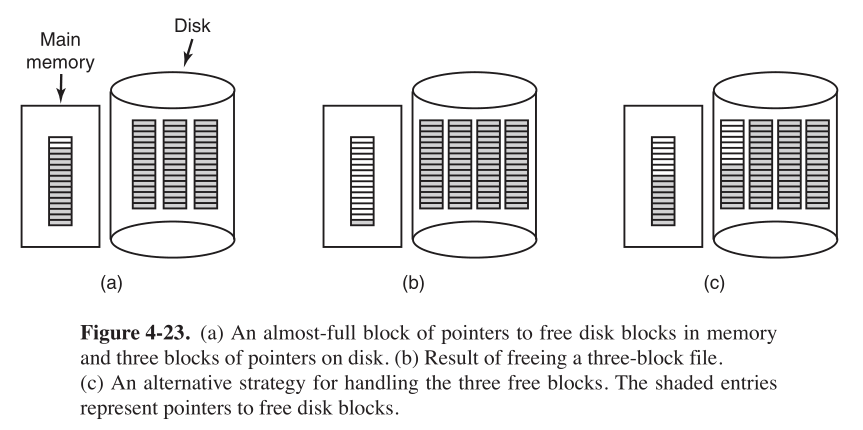 Disk
Main
memory
(a)
(b)
(c)
Figure 4-23. (a) An almost-full block of pointers to free disk blocks in memory
and three blocks of pointers on disk. (b) Result of freeing a three-block file.
(c) An alternative strategy for handling the three free blocks. The shaded entries
represent pointers to free disk blocks.